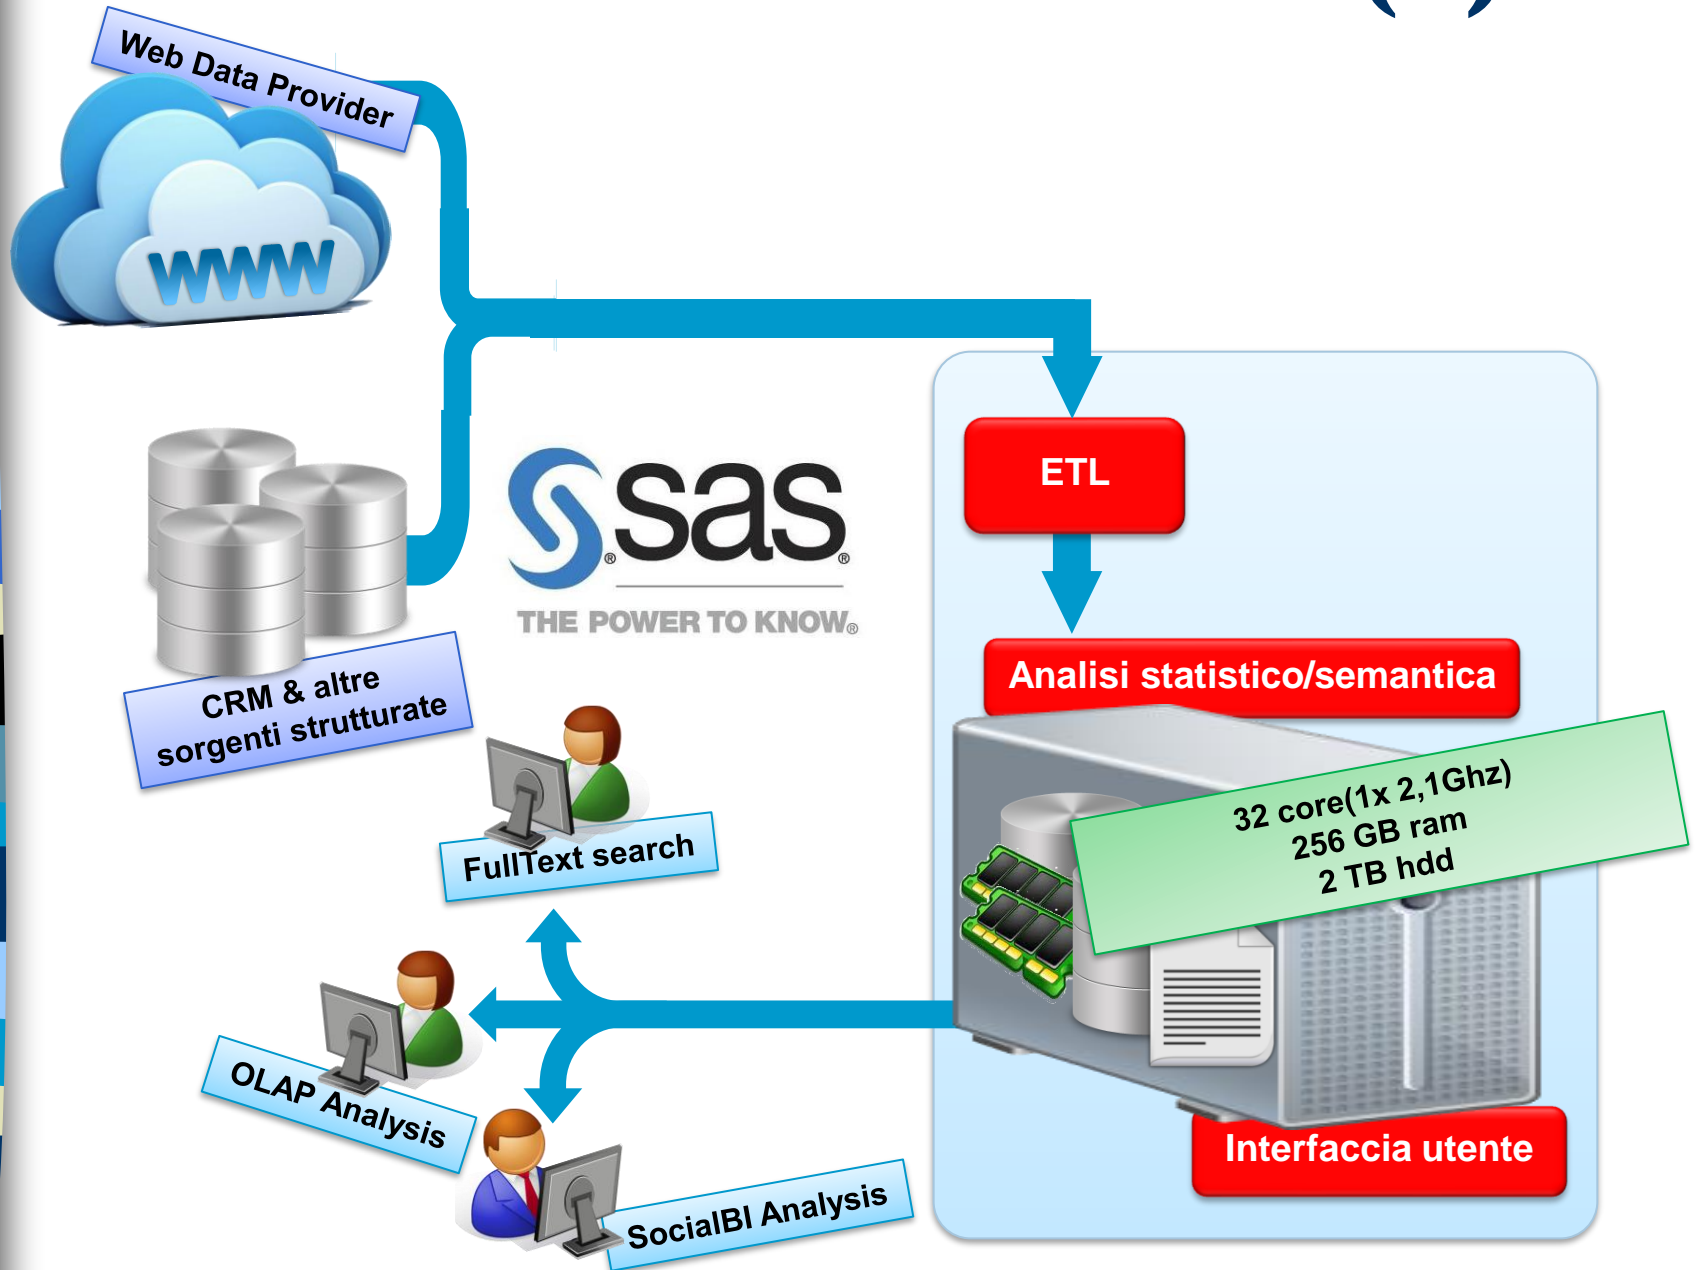 Web Data Provider
WWW
ETL
sas
THE POWER TO KNOW®
Analisi statistico/semantica
CRM & altre
sorgenti strutturate
32 core(1x 2,1Ghz)
256 GB ram
2 TB hdd
FullText search
OLAP Analysis
Interfaccia utente
SocialBI Analysis